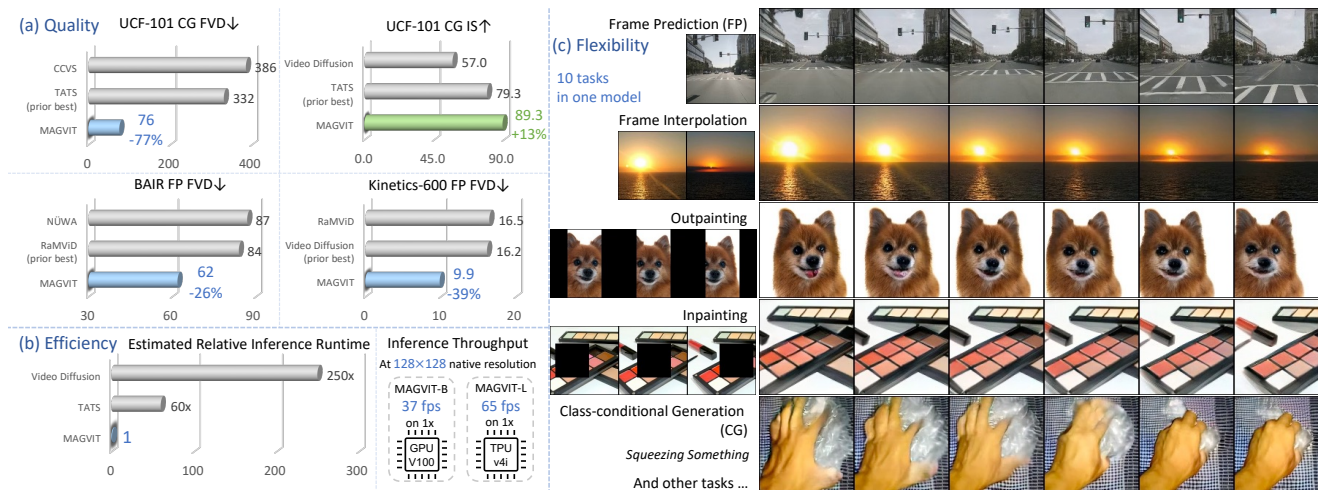 (a) Quality
UCF-101 CG FVD↓
CCVS
386
TATS
(prior best)
332
MAGVIT
76
-77%
0
200
400
UCF-101 CG IS↑
Video Diffusion
57.0
TATS
(prior best)
79.3
MAGVIT
89.3
+13%
0.0
45.0
90.0
BAIR FP FVD↓
NÜWA
87
RaMViD
(prior best)
84
MAGVIT
62
-26%
30
60
90
Kinetics-600 FP FVD↓
RaMViD
16.5
Video Diffusion
(prior best)
16.2
MAGVIT
9.9
-39%
0
10
20
(b) Efficiency
Estimated Relative Inference Runtime
Video Diffusion
250x
TATS
60x
MAGVIT
1
0
100
200
300
Inference Throughput
At 128×128 native resolution
MAGVIT-B
37 fps
on 1x
GPU
V100
MAGVIT-L
65 fps
on 1x
TPU
v4i
(c) Flexibility
10 tasks
in one model
Frame Prediction (FP)
Frame Interpolation
Outpainting
Inpainting
Class-conditional Generation
(CG)
Squeezing Something
And other tasks ...